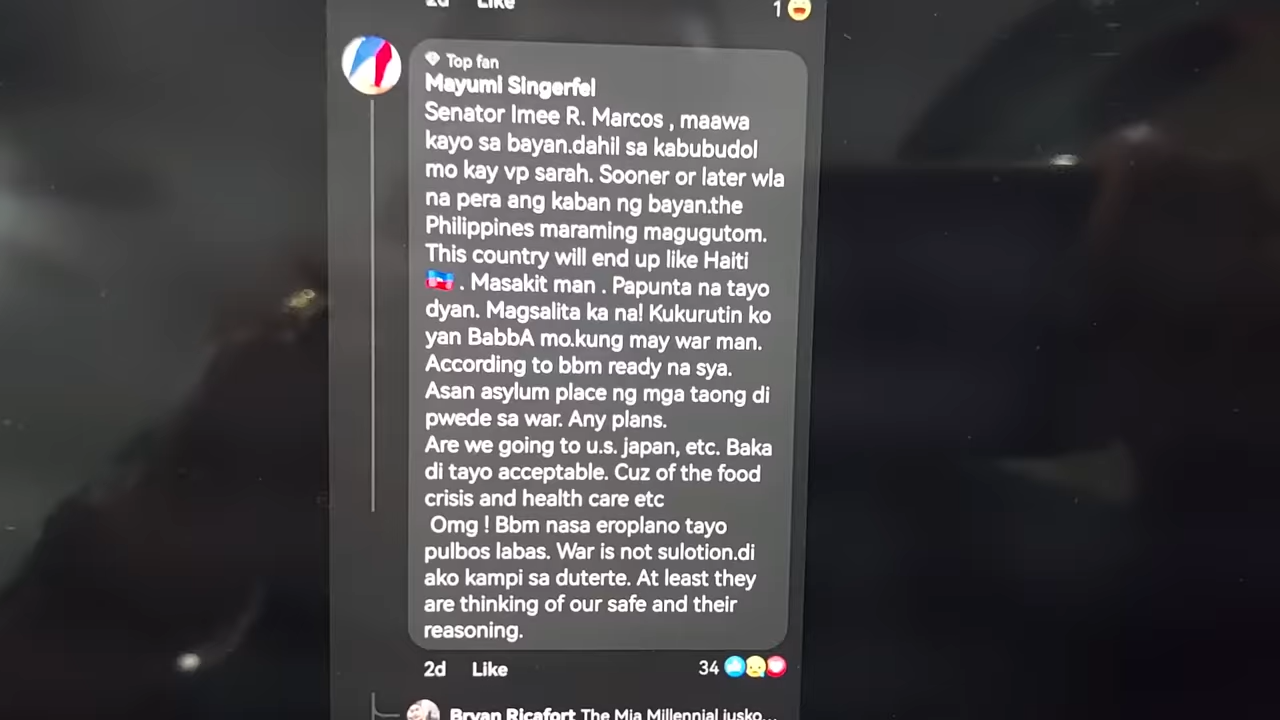 2d Like 1
Top fan
Mayumi Singerfel
Senator Imee R. Marcos , maawa
kayo sa bayan.dahil sa kabubudol
mo kay vp sarah. Sooner or later wla
na pera ang kaban ng bayan.the
Philippines maraming magugutom.
This country will end up like Haiti
🇭🇹 . Masakit man . Papunta na tayo
dyan. Magsalita ka na! Kukurutin ko
yan BabbA mo.kung may war man.
According to bbm ready na sya.
Asan asylum place ng mga taong di
pwede sa war. Any plans.
Are we going to u.s. japan, etc. Baka
di tayo acceptable. Cuz of the food
crisis and health care etc
Omg ! Bbm nasa eroplano tayo
pulbos labas. War is not sulotion.di
ako kampi sa duterte. At least they
are thinking of our safe and their
reasoning.
2d Like 34
Bryan Ricafort The Mia Millennial jusko...